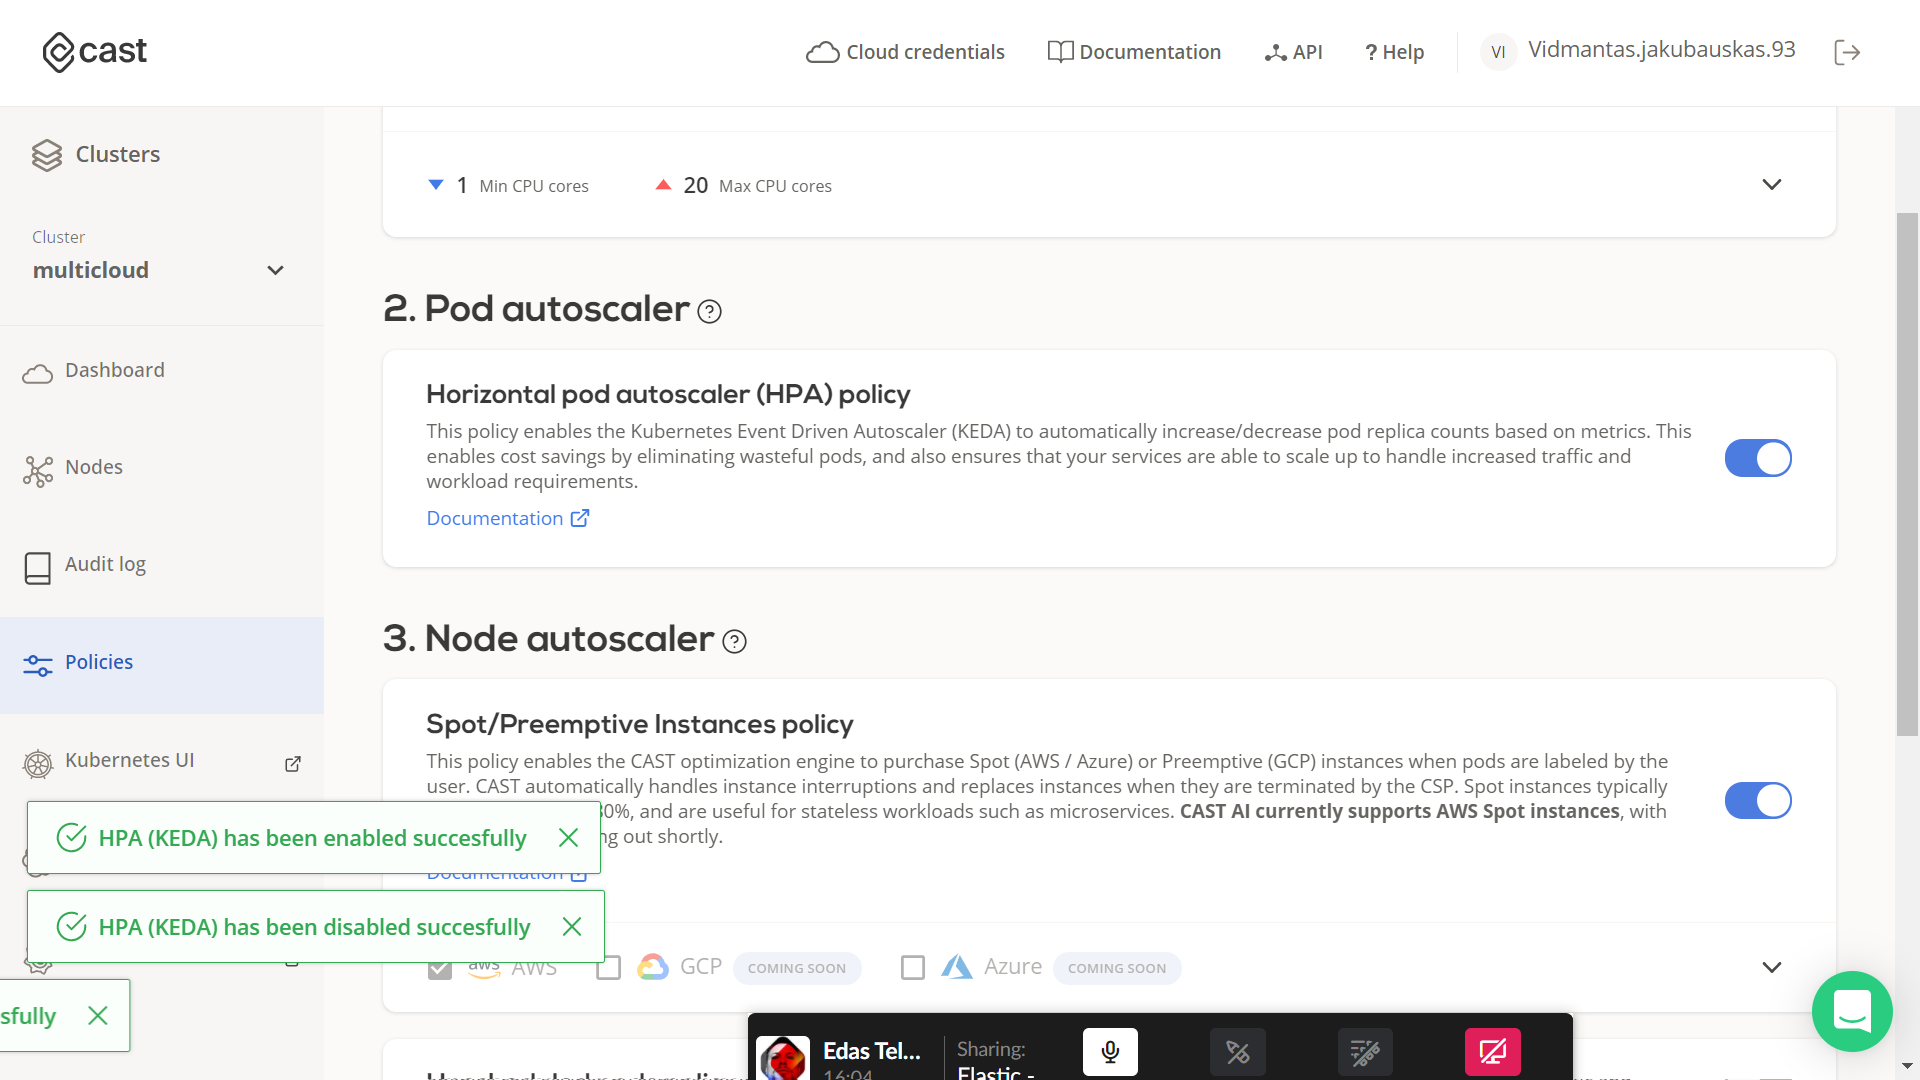 cast
Cloud credentials
Documentation
API
? Help
VI
Vidmantas.jakubauskas.93
Clusters
Cluster
multicloud
Dashboard
Nodes
Audit log
Policies
Kubernetes UI
1 Min CPU cores
20 Max CPU cores
2. Pod autoscaler ?
Horizontal pod autoscaler (HPA) policy
This policy enables the Kubernetes Event Driven Autoscaler (KEDA) to automatically increase/decrease pod replica counts based on metrics. This
enables cost savings by eliminating wasteful pods, and also ensures that your services are able to scale up to handle increased traffic and
workload requirements.
Documentation
3. Node autoscaler ?
Spot/Preemptive Instances policy
This policy enables the CAST optimization engine to purchase Spot (AWS / Azure) or Preemptive (GCP) instances when pods are labeled by the
user. CAST automatically handles instance interruptions and replaces instances when they are terminated by the CSP. Spot instances typically
0%, and are useful for stateless workloads such as microservices. CAST AI currently supports AWS Spot instances, with
g out shortly.
Documentation
aws AWS
GCP COMING SOON
Azure COMING SOON
HPA (KEDA) has been enabled succesfully
HPA (KEDA) has been disabled succesfully
sfully
Edas Tel...
16:04
Sharing:
Elastic -